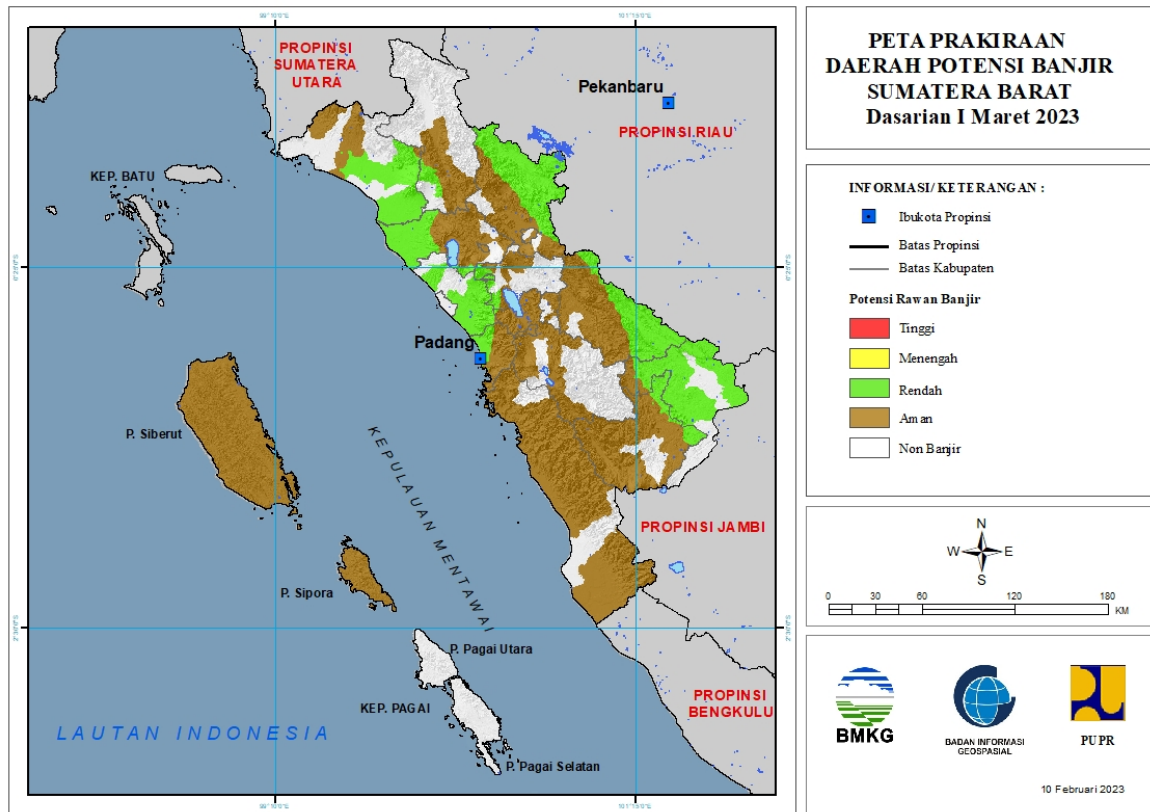 PETA PRAKIRAAN
DAERAH POTENSI BANJIR
SUMATERA BARAT
Dasarian I Maret 2023
INFORMASI/ KETERANGAN :
Ibukota Propinsi
Batas Propinsi
Batas Kabupaten
Potensi Rawan Banjir
Tinggi
Menengah
Rendah
Aman
Non Banjir
N
W E
S
0 30 60 120 180
KM
BMKG
BADAN INFORMASI
GEOSPASIAL
PUPR
10 Februari 2023
PROPINSI
SUMATERA
UTARA
Pekanbaru
PROPINSI RIAU
KEP. BATU
Padang
P. Siberut
KEPULAUAN MENTAWAI
PROPINSI JAMBI
P. Sipora
P. Pagai Utara
KEP. PAGAI
PROPINSI
BENGKULU
LAUTAN INDONESIA
P. Pagai Selatan